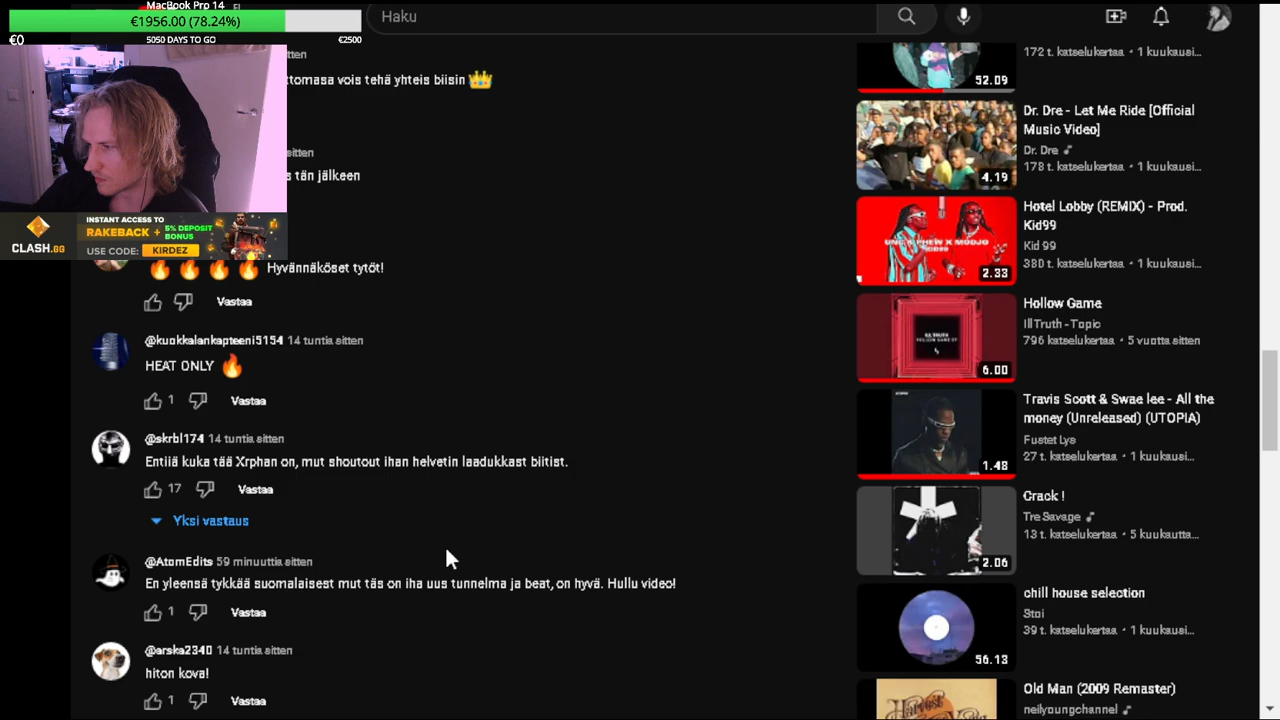 MacBook Pro 14
€1956.00 (78.24%)
€0
5050 DAYS TO GO
€2500
Haku
CLASH.GG
INSTANT ACCESS TO
RAKEBACK +
5% DEPOSIT
BONUS
USE CODE:
KIRDEZ
vois tehä yhteis biisin
tän jälkeen
Hyvännäköset tytöt!
Vastaa
@kuokkalankapteeni5154 14 tuntia sitten
HEAT ONLY
1 Vastaa
@skrbl174 14 tuntia sitten
Entiiä kuka tää Xrphan on, mut shoutout ihan helvetin laadukkast biitist.
17 Vastaa
Yksi vastaus
@AtomEdits 59 minuuttia sitten
En yleensä tykkää suomalaisest mut täs on iha uus tunnelma ja beat, on hyvä. Hullu video!
1 Vastaa
@arska2340 14 tuntia sitten
hiton kova!
1 Vastaa
172 t. katselukertaa • 1 kuukausi...
52.09
Dr. Dre - Let Me Ride [Official
Music Video]
Dr. Dre
178 t. katselukertaa • 1 kuukausi...
4.19
Hotel Lobby (REMIX) - Prod.
Kid99
Kid 99
380 t. katselukertaa • 1 kuukausi...
UNC & PHEW X MODJO
KID99
2.33
Hollow Game
Ill Truth - Topic
796 katselukertaa • 5 vuotta sitten
6.00
Travis Scott & Swae lee - All the
money (Unreleased) (UTOPIA)
Fustet Lys
27 t. katselukertaa • 1 kuukausi...
1.48
Crack !
Tre Savage
13 t. katselukertaa • 5 kuukautta...
2.06
chill house selection
Stoi
39 t. katselukertaa • 1 kuukausi...
56.13
Old Man (2009 Remaster)
neilyoungchannel
Harvest